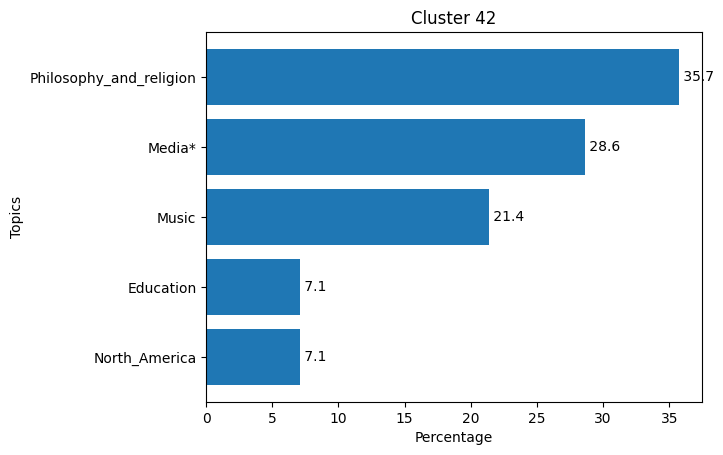 Cluster 42
Philosophy_and_religion
35.7
Media*
28.6
Music
21.4
Education
7.1
North_America
7.1
Topics
0 5 10 15 20 25 30 35
Percentage